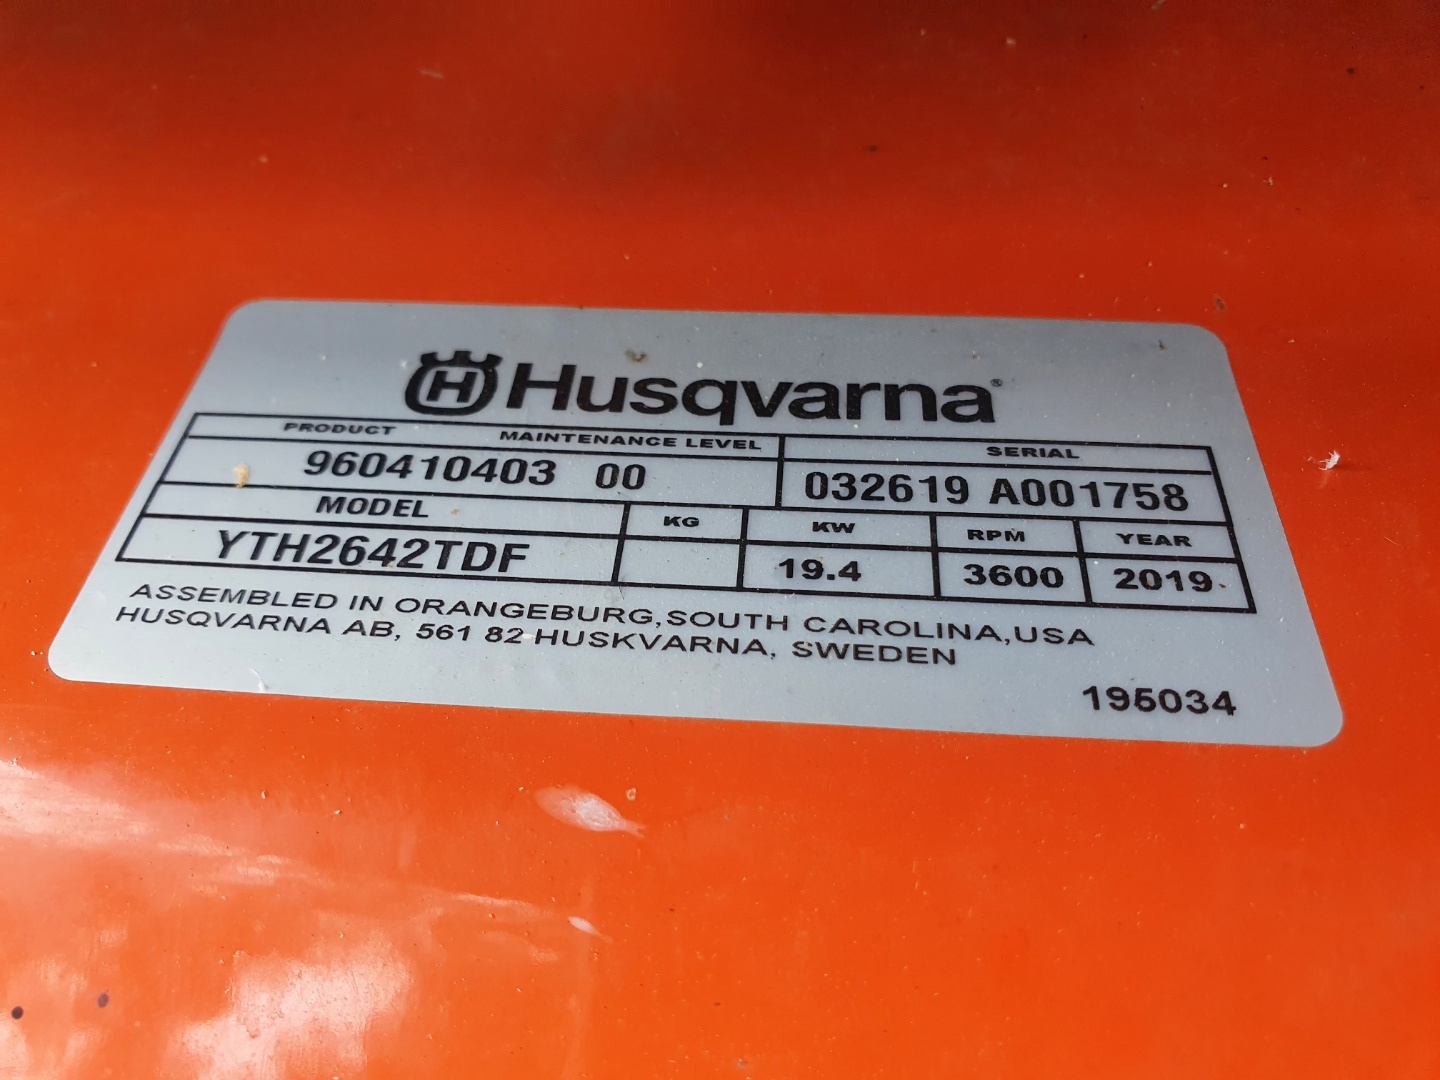 Husqvarna®
PRODUCT MAINTENANCE LEVEL SERIAL
960410403 00 032619 A001758
MODEL KG KW RPM YEAR
YTH2642TDF 19.4 3600 2019
ASSEMBLED IN ORANGEBURG,SOUTH CAROLINA,USA
HUSQVARNA AB, 561 82 HUSKVARNA, SWEDEN
195034